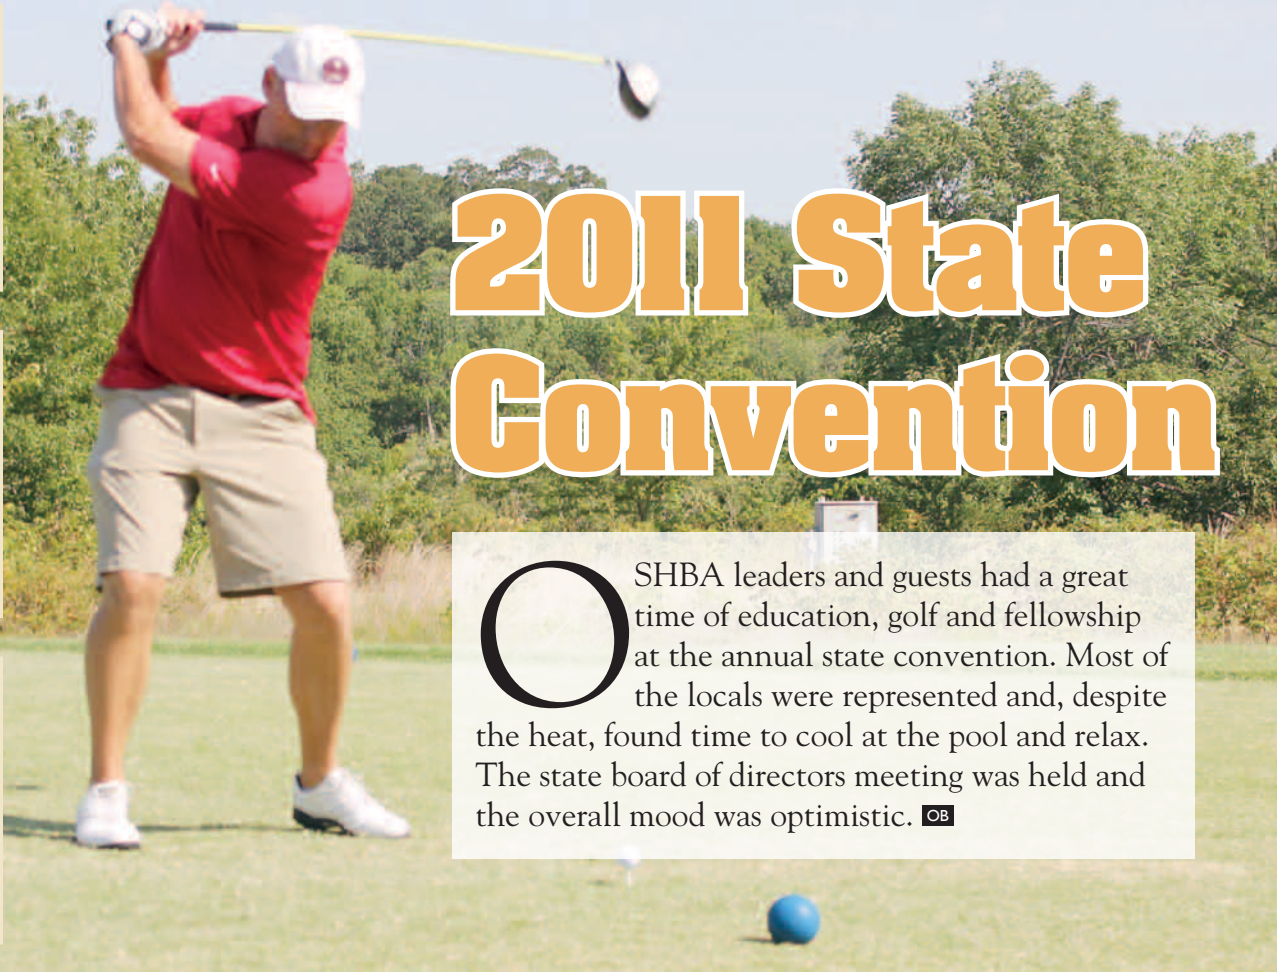 2011 State
Convention
OSHBA leaders and guests had a great
time of education, golf and fellowship
at the annual state convention. Most of
the locals were represented and, despite
the heat, found time to cool at the pool and relax.
The state board of directors meeting was held and
the overall mood was optimistic. OB